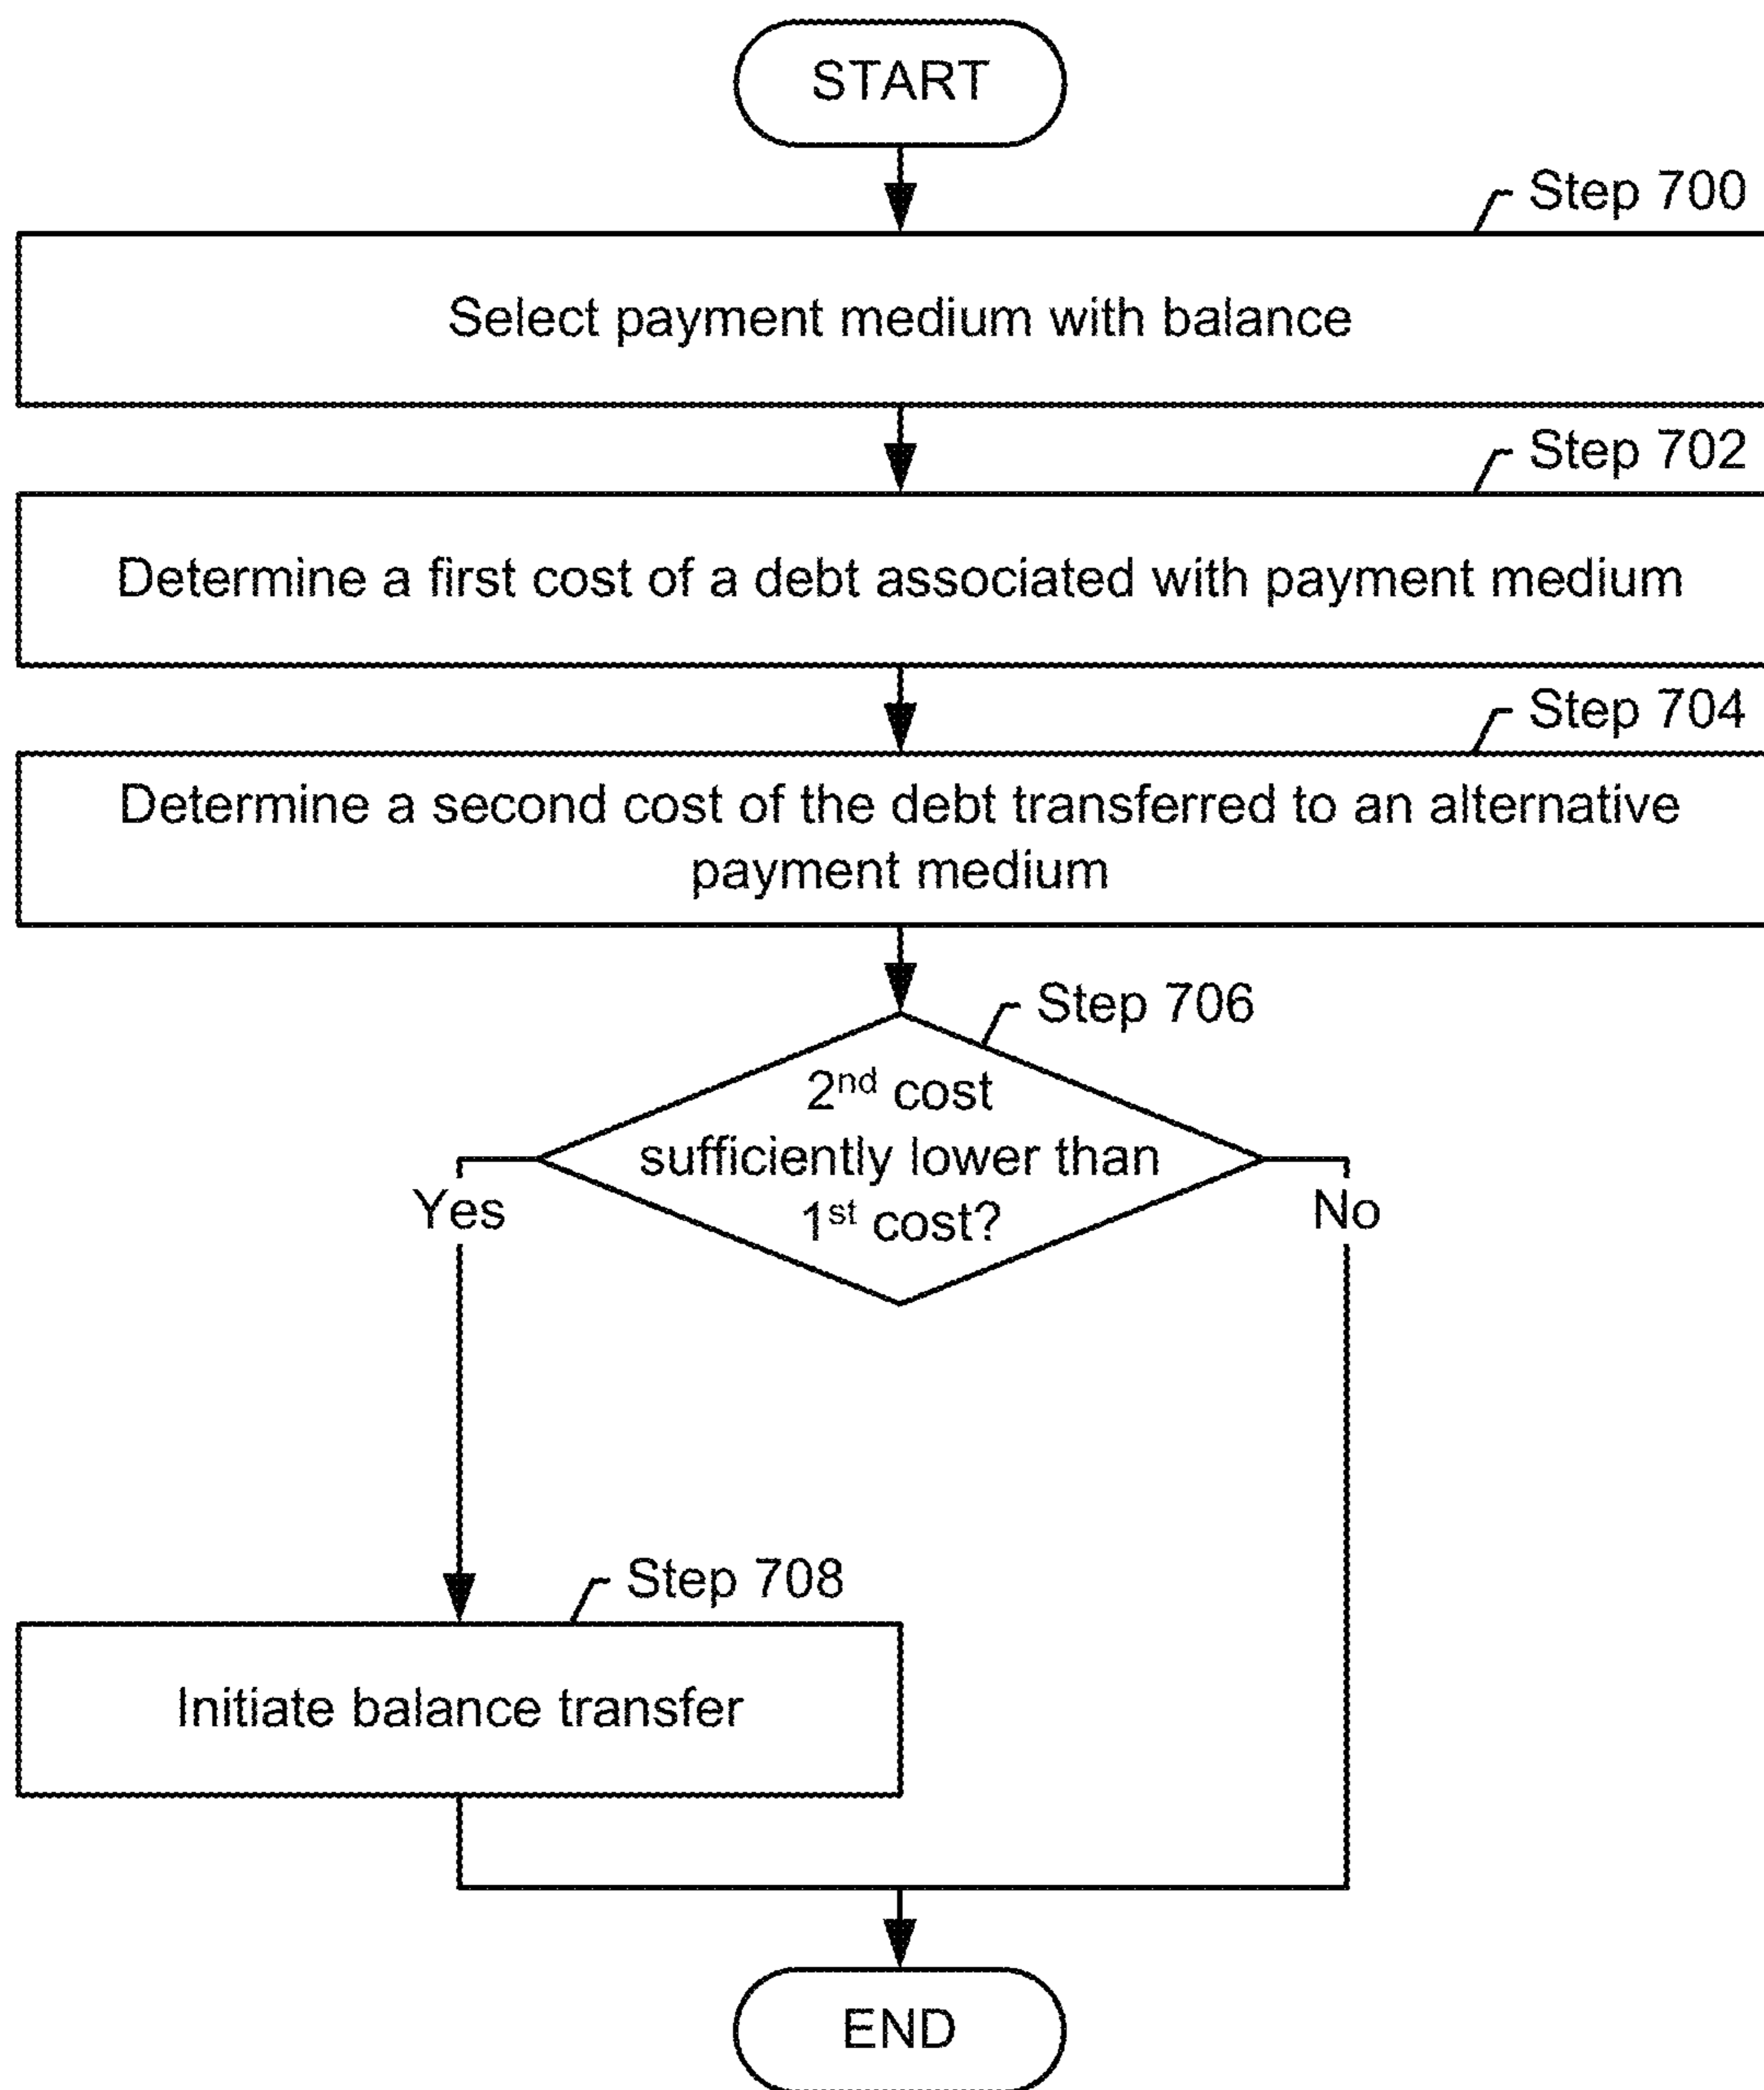 START
Step 700
Select payment medium with balance
Step 702
Determine a first cost of a debt associated with payment medium
Step 704
Determine a second cost of the debt transferred to an alternative
payment medium
Step 706
2nd cost
sufficiently lower than
1st cost?
Yes
No
Step 708
Initiate balance transfer
END